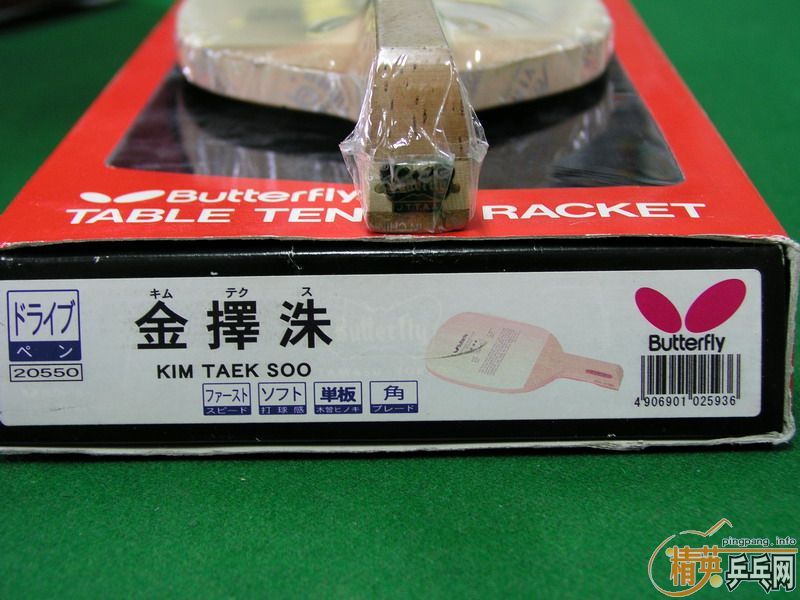 Butterfly
TABLE TEN RACKET
ドライブ
ペン
20550
キム テク ス
金擇洙
KIM TAEK SOO
ファースト
スピード
ソフト
打球感
単板
木曽ヒノキ
角
ブレード
Butterfly
4 906901 025936
pingpang.info
精英乒乓网